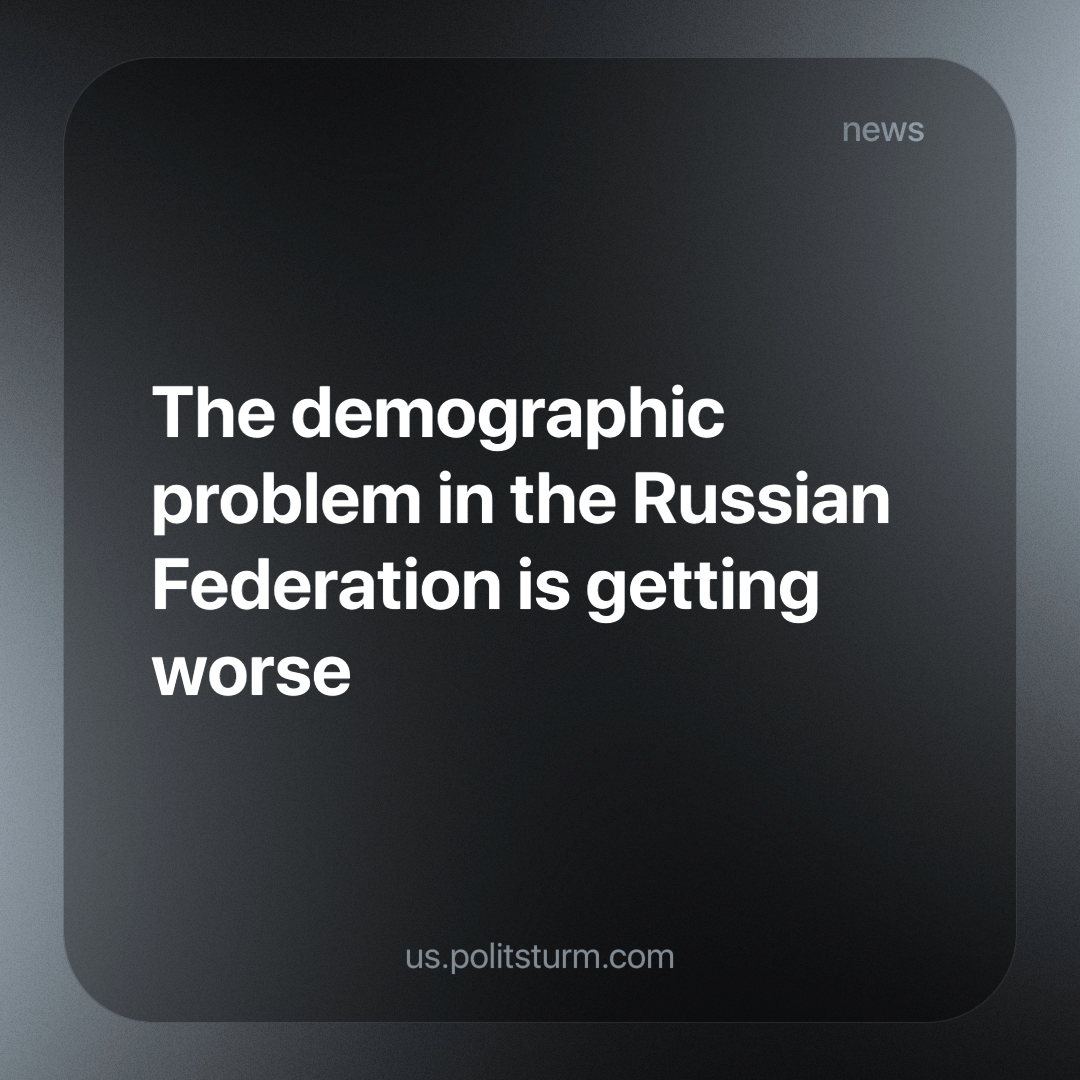 news
The demographic
problem in the Russian
Federation is getting
worse
us.politsturm.com